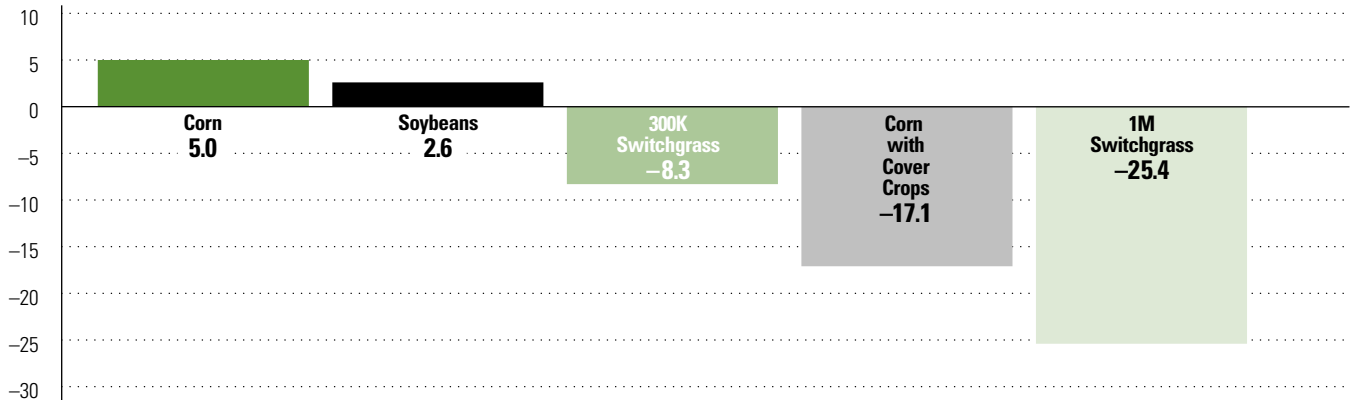 10
5
0
–5
–10
–15
–20
–25
–30
Corn
5.0
Soybeans
2.6
300K
Switchgrass
–8.3
Corn
with
Cover
Crops
–17.1
1M
Switchgrass
–25.4